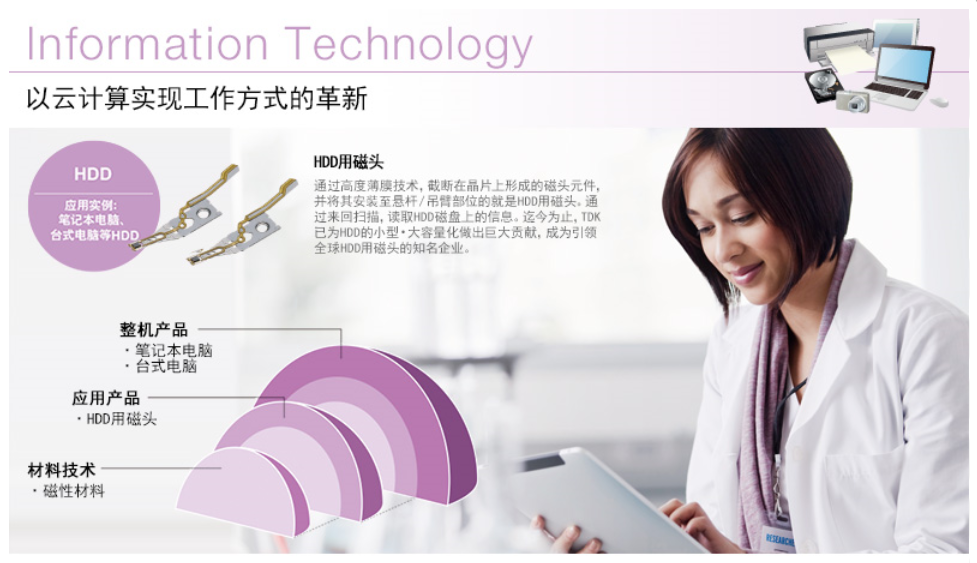 Information Technology
以云计算实现工作方式的革新
HDD
应用实例:
笔记本电脑、
台式电脑等HDD
HDD用磁头
通过高度薄膜技术, 截断在晶片上形成的磁头元件,
并将其安装至悬杆/吊臂部位的就是HDD用磁头。通
过来回扫描, 读取HDD磁盘上的信息。迄今为止, TDK
已为HDD的小型·大容量化做出巨大贡献, 成为引领
全球HDD用磁头的知名企业。
整机产品
· 笔记本电脑
· 台式电脑
应用产品
· HDD用磁头
材料技术
· 磁性材料